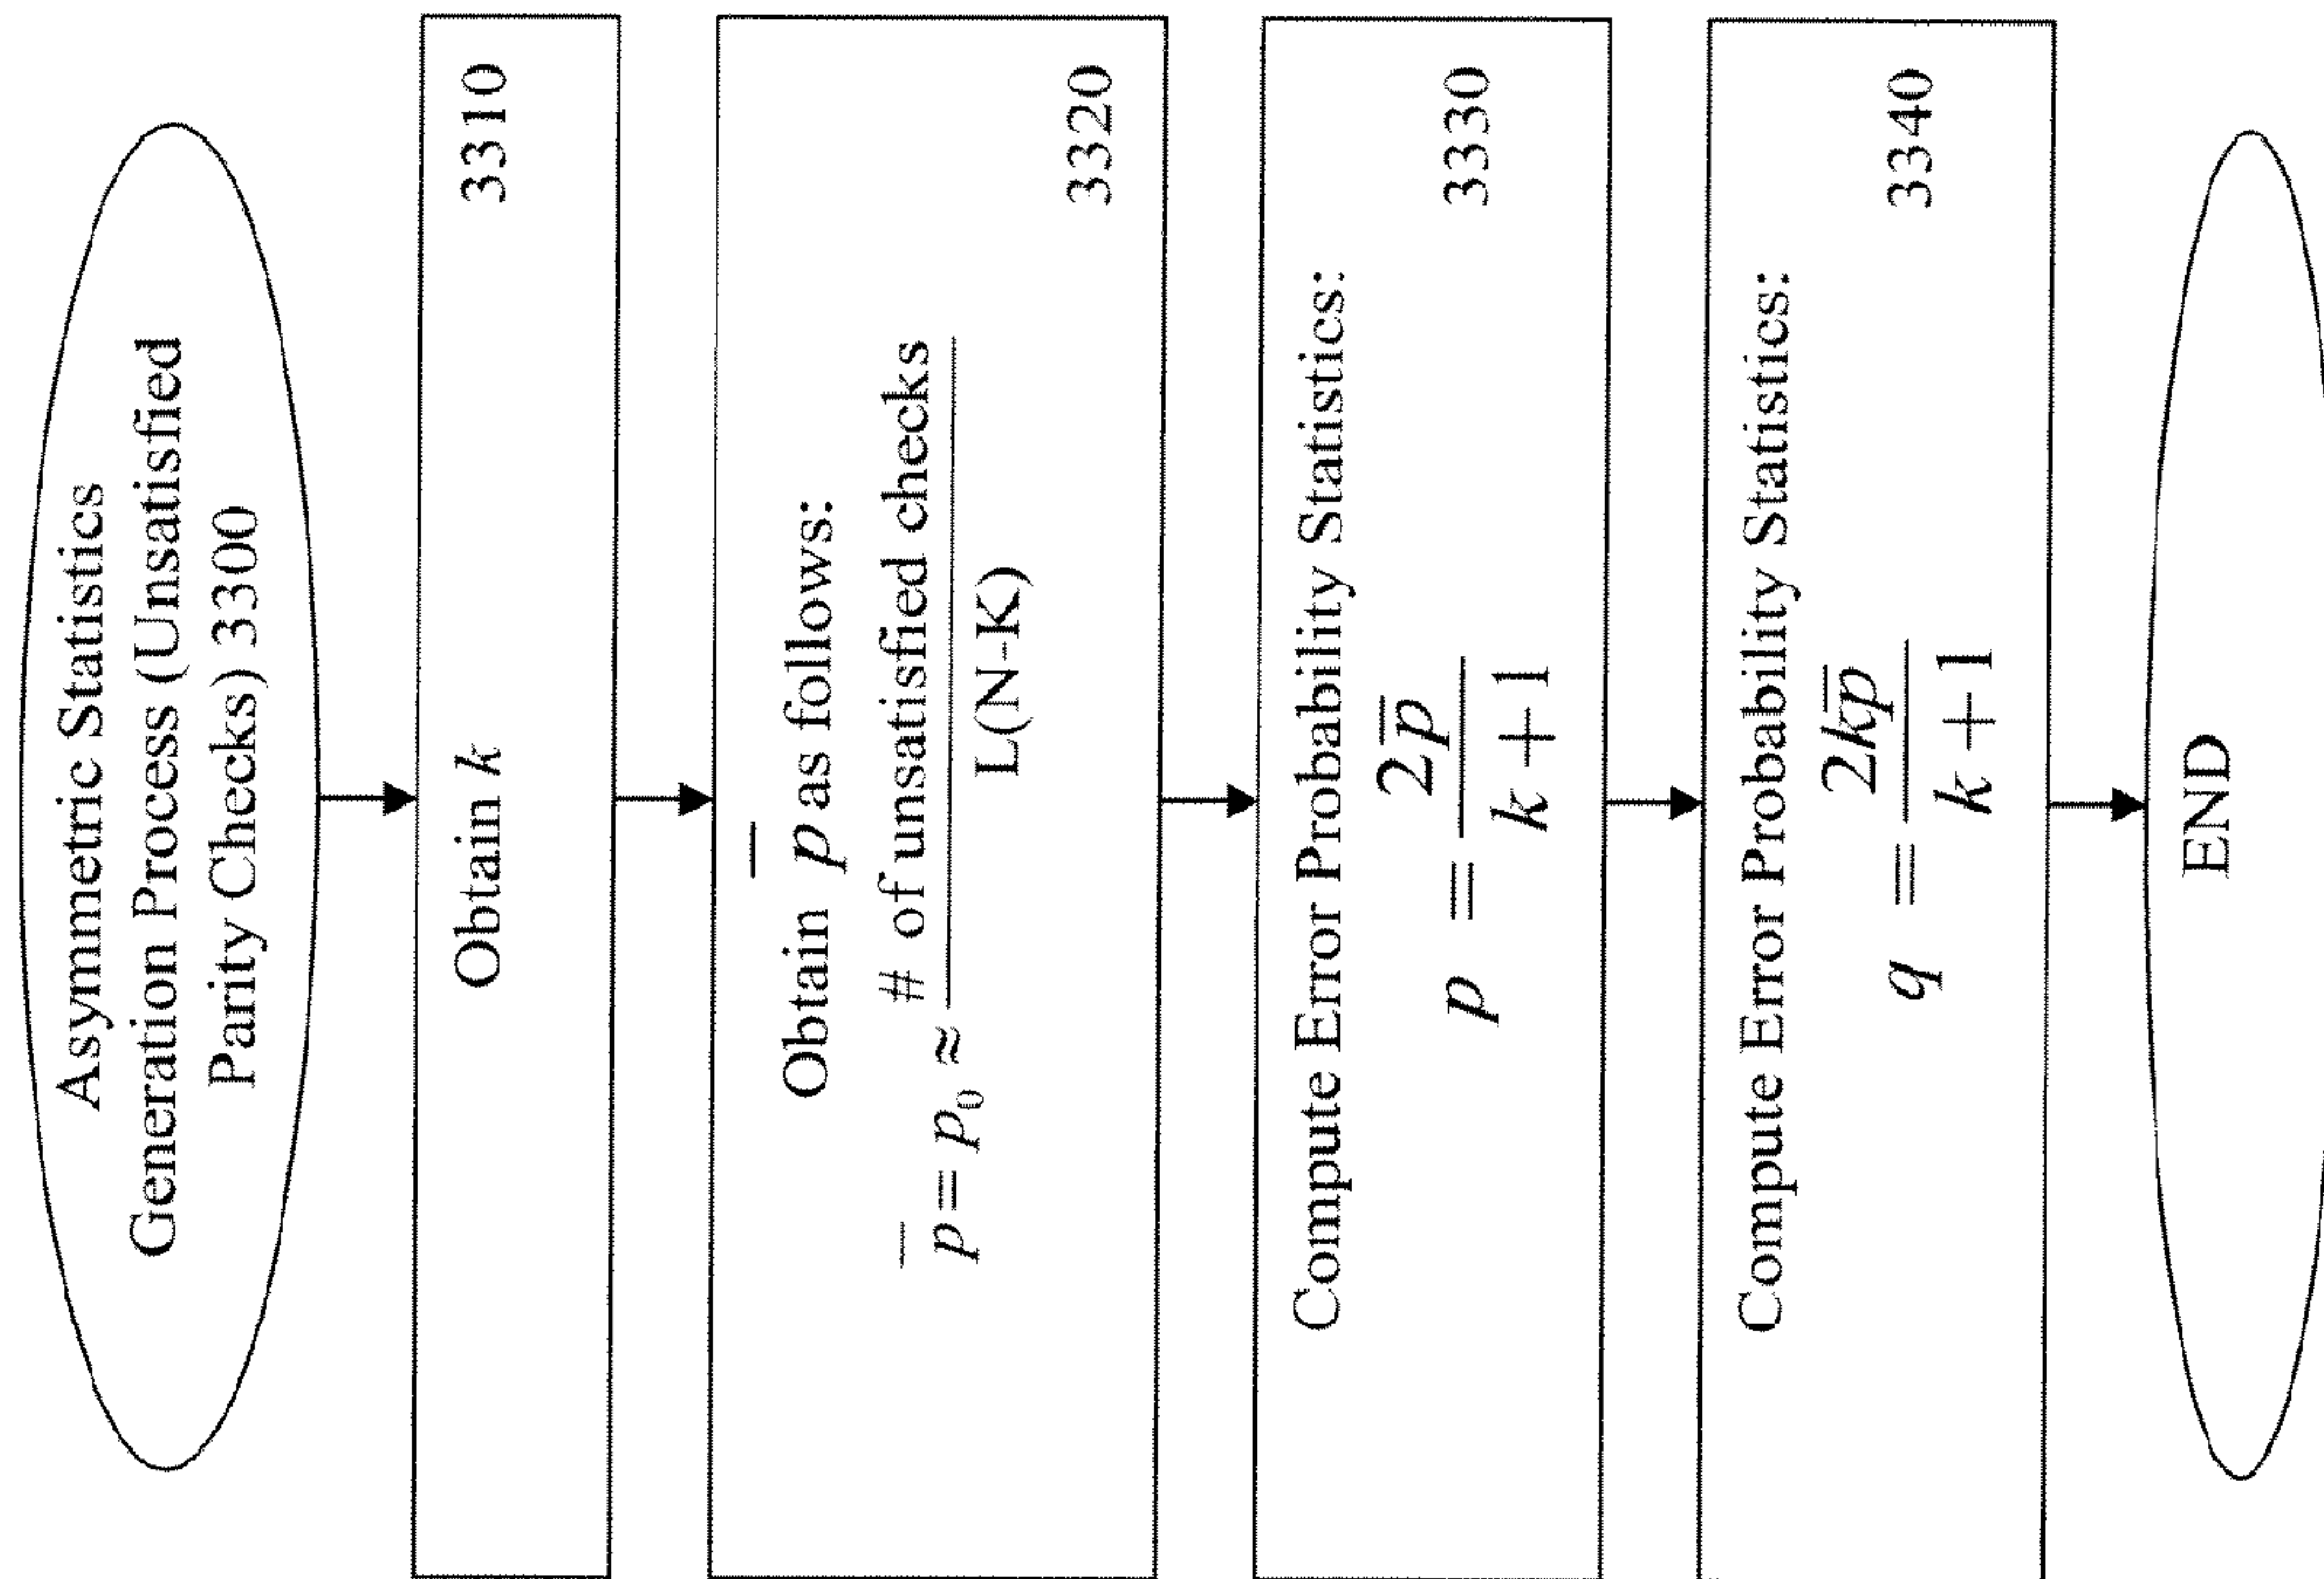 Asymmetric Statistics
Generation Process (Unsatisfied
Parity Checks) 3300
Obtain k
3310
Obtain p̅ as follows:
p̅ = p₀ ≈ # of unsatisfied checks
L(N-K)
3320
Compute Error Probability Statistics:
p = 2p̅
k + 1
3330
Compute Error Probability Statistics:
q = 2kp̅
k + 1
3340
END